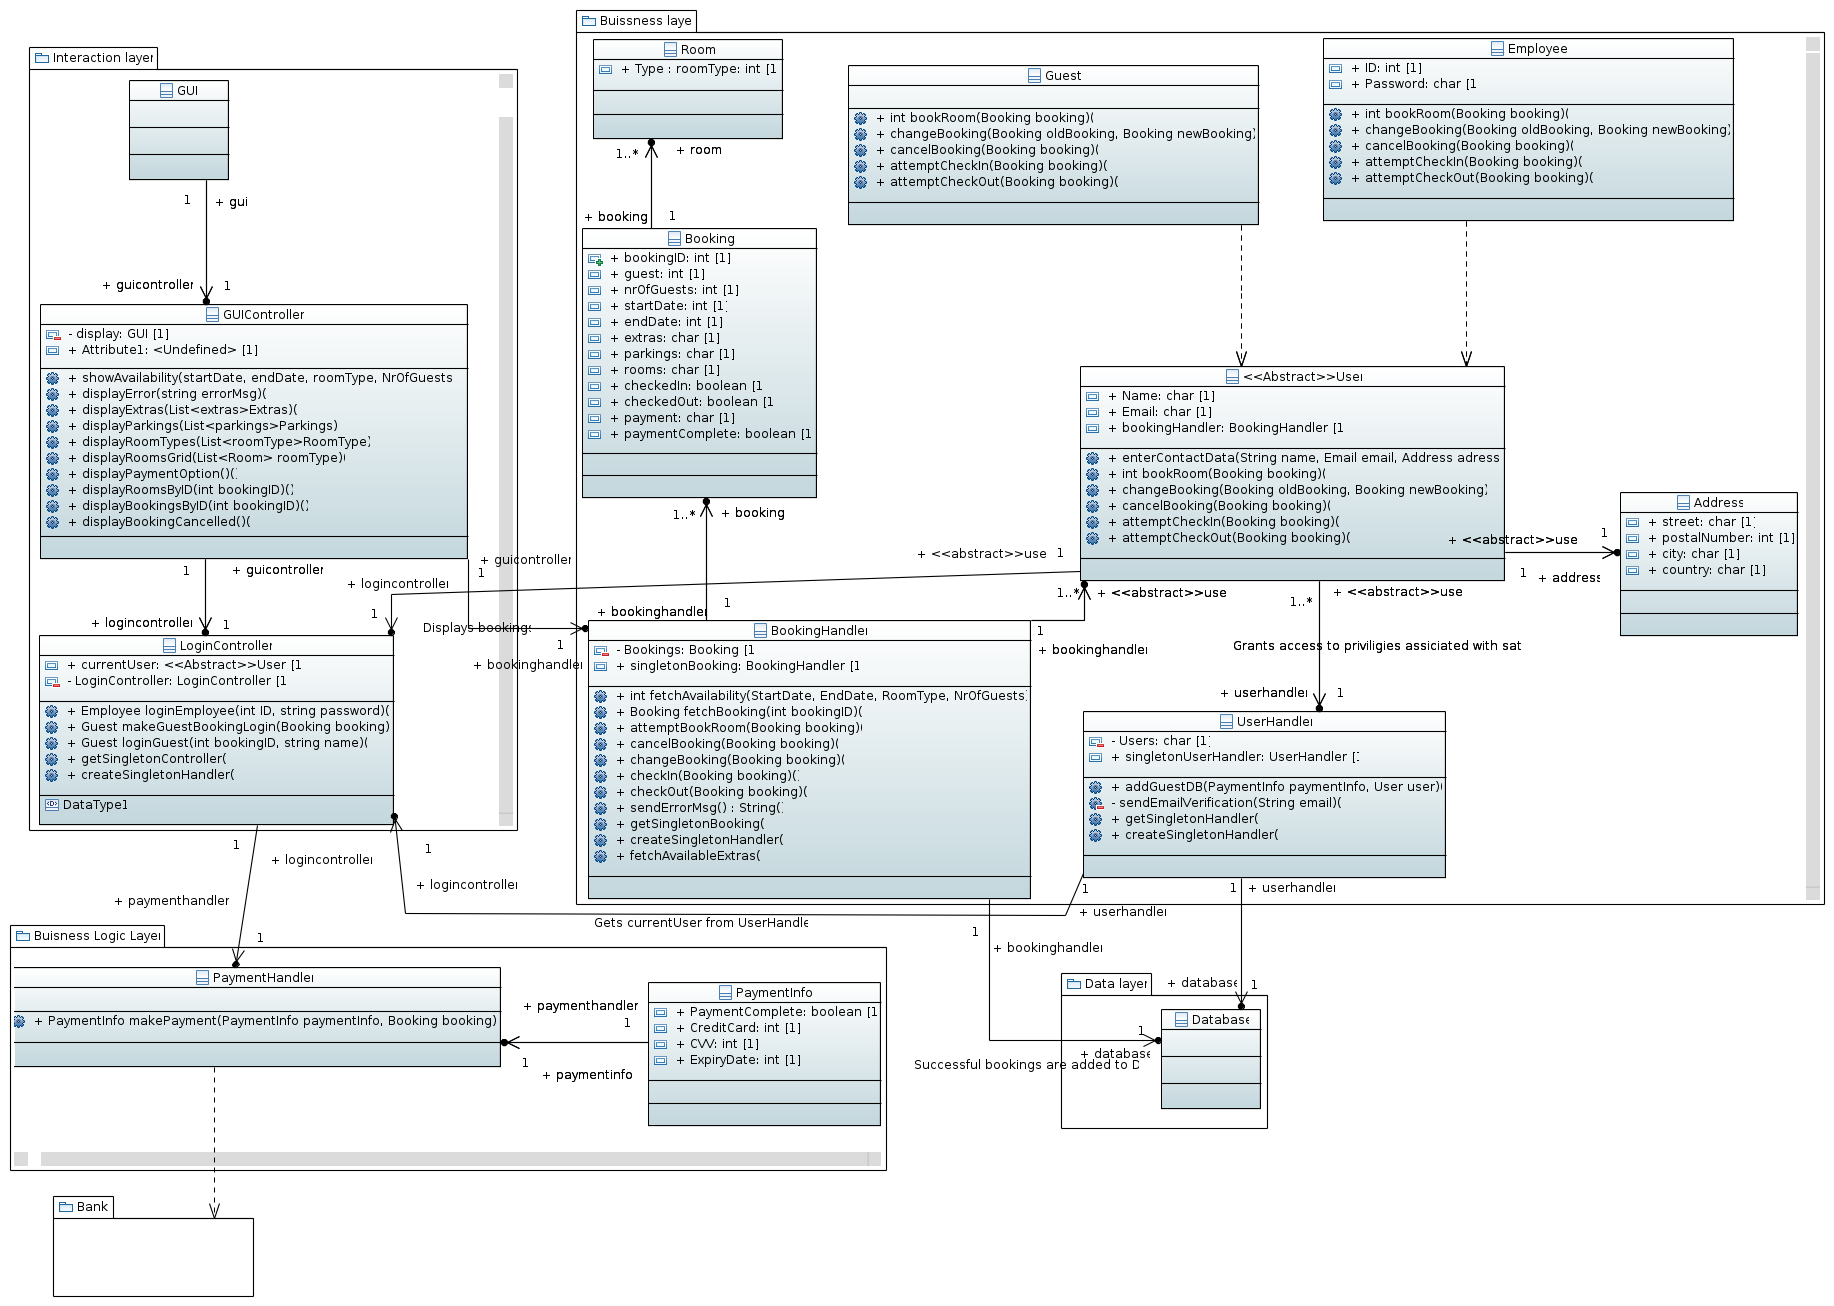 Interaction layer
GUI
1
+ gui
+ guicontroller
1
GUIController
- display: GUI [1]
+ Attribute1: <Undefined> [1]
+ showAvailability(startDate, endDate, roomType, NrOfGuests
+ displayError(string errorMsg)(
+ displayExtras(List<extras>Extras)(
+ displayParkings(List<parkings>Parkings)
+ displayRoomTypes(List<roomType>RoomType)
+ displayRoomsGrid(List<Room> roomType)(
+ displayPaymentOption()(
+ displayRoomsByID(int bookingID)()
+ displayBookingsByID(int bookingID)()
+ displayBookingCancelled()(
1
+ guicontroller
+ logincontroller
1
+ guicontroller
1
+ logincontroller
1
Displays bookings
1
+ bookinghandler
LoginController
+ currentUser: <<Abstract>>User [1
- LoginController: LoginController [1
+ Employee loginEmployee(int ID, string password)(
+ Guest makeGuestBookingLogin(Booking booking)
+ Guest loginGuest(int bookingID, string name)(
+ getSingletonController(
+ createSingletonHandler(
DataType1
1
+ logincontroller
1
+ logincontroller
+ paymenthandler
1
Buissness laye
Room
+ Type : roomType: int [1
1..*
+ room
+ booking
1
Booking
+ bookingID: int [1]
+ guest: int [1]
+ nrOfGuests: int [1]
+ startDate: int [1]
+ endDate: int [1]
+ extras: char [1]
+ parkings: char [1]
+ rooms: char [1]
+ checkedIn: boolean [1
+ checkedOut: boolean [1
+ payment: char [1]
+ paymentComplete: boolean [1
1..*
+ booking
+ bookinghandler
1
Guest
+ int bookRoom(Booking booking)(
+ changeBooking(Booking oldBooking, Booking newBooking)
+ cancelBooking(Booking booking)(
+ attemptCheckIn(Booking booking)(
+ attemptCheckOut(Booking booking)(
Employee
+ ID: int [1]
+ Password: char [1
+ int bookRoom(Booking booking)(
+ changeBooking(Booking oldBooking, Booking newBooking)
+ cancelBooking(Booking booking)(
+ attemptCheckIn(Booking booking)(
+ attemptCheckOut(Booking booking)(
<<Abstract>>User
+ Name: char [1]
+ Email: char [1]
+ bookingHandler: BookingHandler [1
+ enterContactData(String name, Email email, Address adress
+ int bookRoom(Booking booking)(
+ changeBooking(Booking oldBooking, Booking newBooking)
+ cancelBooking(Booking booking)(
+ attemptCheckIn(Booking booking)(
+ attemptCheckOut(Booking booking)(
+ <<abstract>>use
1
+ <<abstract>>use
1
1
+ address
Address
+ street: char [1]
+ postalNumber: int [1]
+ city: char [1]
+ country: char [1]
1..*
+ <<abstract>>use
1
+ bookinghandler
1..*
+ <<abstract>>use
Grants access to priviligies assiciated with sat
+ userhandler
1
BookingHandler
- Bookings: Booking [1
+ singletonBooking: BookingHandler [1
+ int fetchAvailability(StartDate, EndDate, RoomType, NrOfGuests)
+ Booking fetchBooking(int bookingID)(
+ attemptBookRoom(Booking booking)(
+ cancelBooking(Booking booking)(
+ changeBooking(Booking booking)(
+ checkIn(Booking booking)(
+ checkOut(Booking booking)(
+ sendErrorMsg() : String(
+ getSingletonBooking(
+ createSingletonHandler(
+ fetchAvailableExtras(
UserHandler
- Users: char [1]
+ singletonUserHandler: UserHandler [1
+ addGuestDB(PaymentInfo paymentInfo, User user)(
- sendEmailVerification(String email)(
+ getSingletonHandler(
+ createSingletonHandler(
1
+ userhandler
1
+ userhandler
Gets currentUser from UserHandle
1
+ bookinghandler
Data layer
+ database
1
Database
1
+ database
Successful bookings are added to D
Buisness Logic Layer
PaymentHandler
+ PaymentInfo makePayment(PaymentInfo paymentInfo, Booking booking)
+ paymenthandler
1
1
+ paymentinfo
PaymentInfo
+ PaymentComplete: boolean [1
+ CreditCard: int [1]
+ CVV: int [1]
+ ExpiryDate: int [1]
Bank